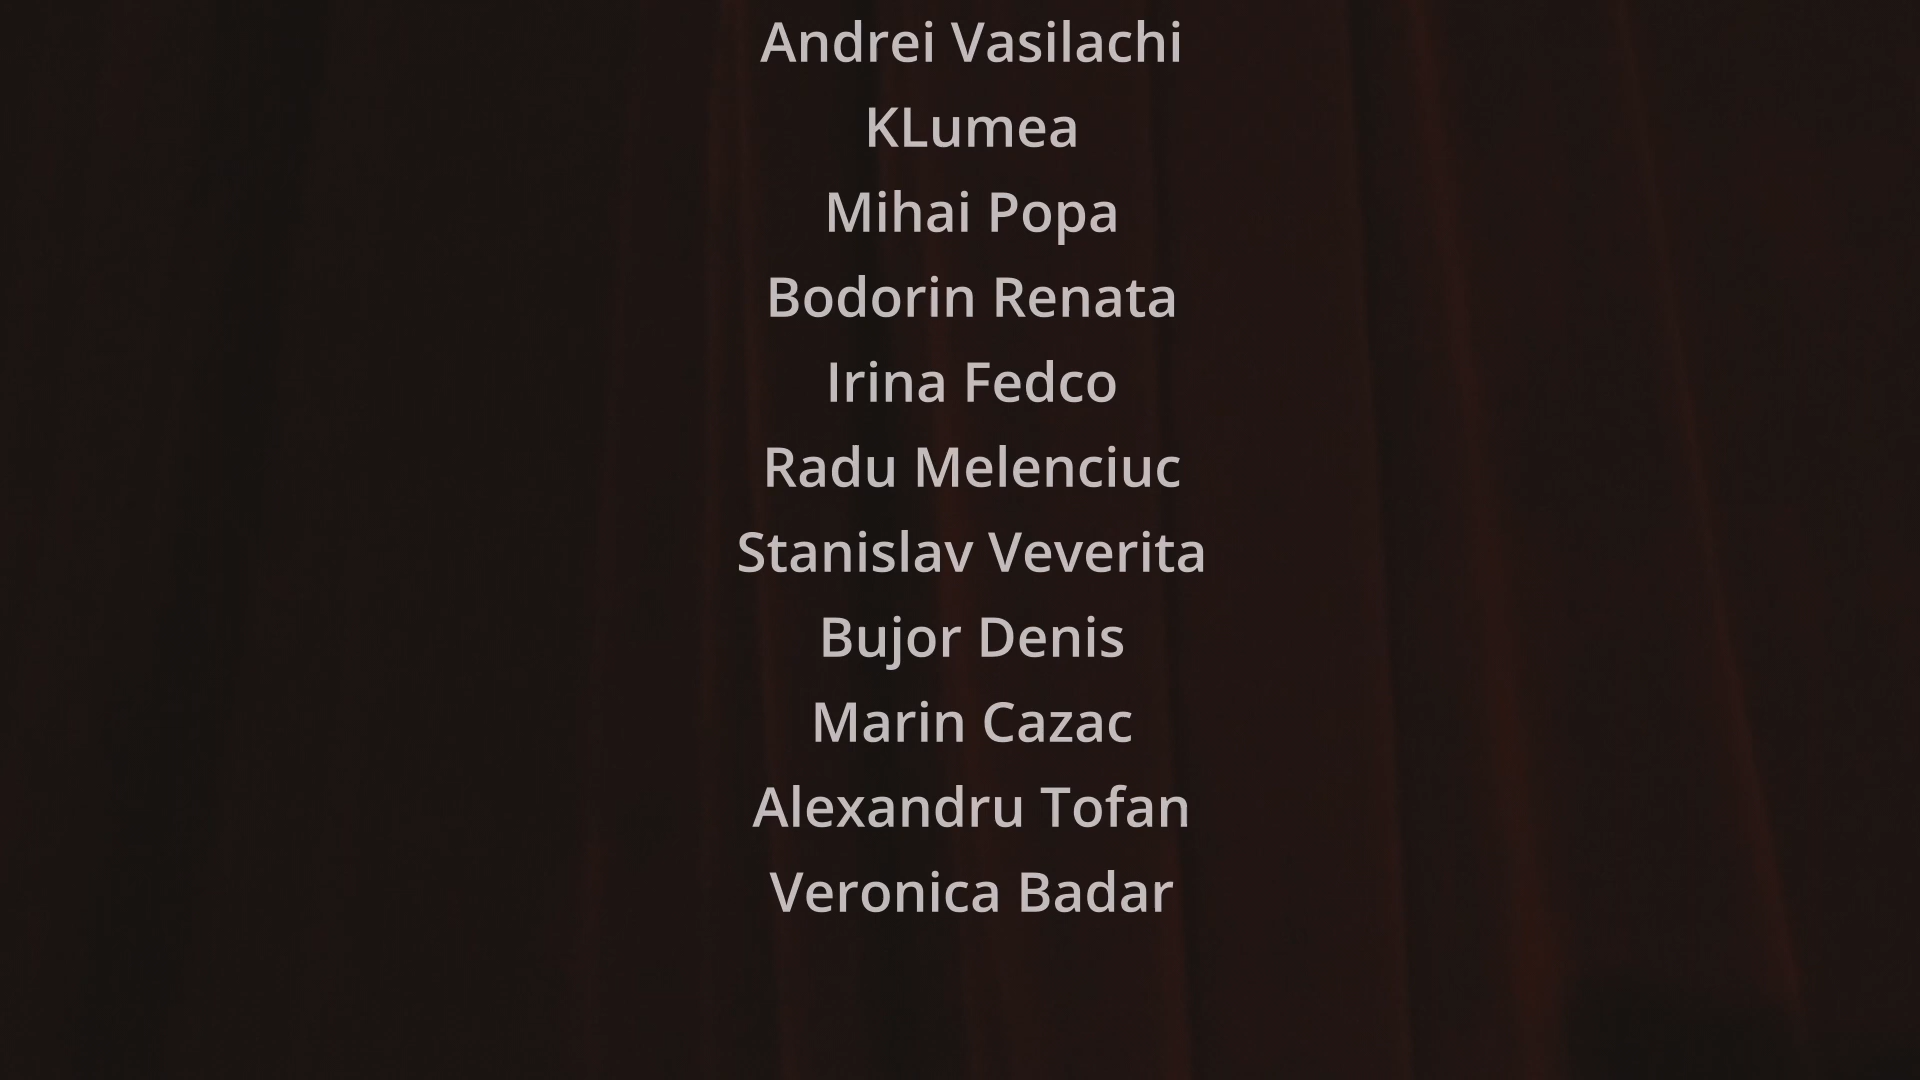 Andrei Vasilachi
KLumea
Mihai Popa
Bodorin Renata
Irina Fedco
Radu Melenciuc
Stanislav Veverita
Bujor Denis
Marin Cazac
Alexandru Tofan
Veronica Badar